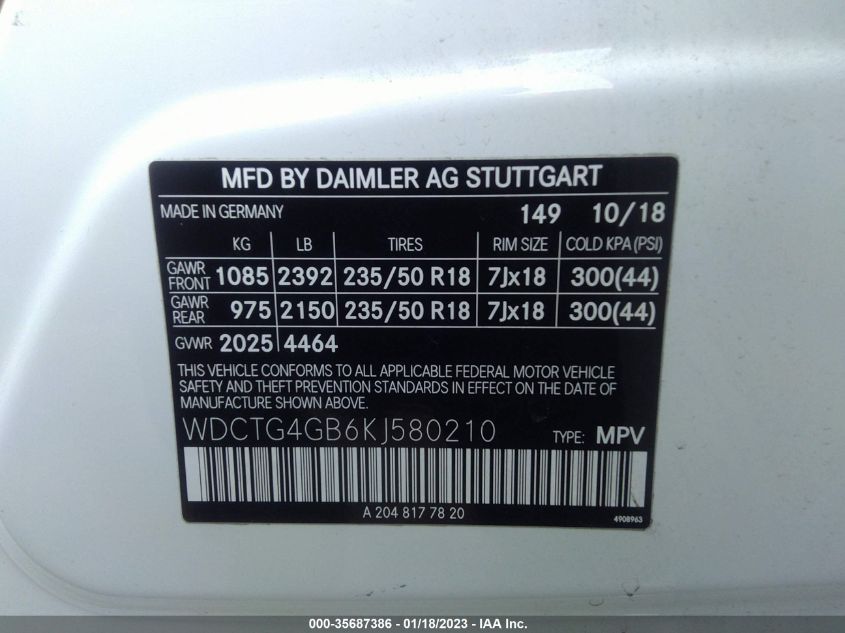 MFD BY DAIMLER AG STUTTGART
MADE IN GERMANY 149 10/18
KG LB TIRES RIM SIZE COLD KPA (PSI)
GAWR FRONT 1085 2392 235/50 R18 7Jx18 300(44)
GAWR REAR 975 2150 235/50 R18 7Jx18 300(44)
GVWR 2025 4464
THIS VEHICLE CONFORMS TO ALL APPLICABLE FEDERAL MOTOR VEHICLE
SAFETY AND THEFT PREVENTION STANDARDS IN EFFECT ON THE DATE OF
MANUFACTURE SHOWN ABOVE.
WDCTG4GB6KJ580210 TYPE: MPV
A 204 817 78 20
4908963
000-35687386 - 01/18/2023 - IAA Inc.